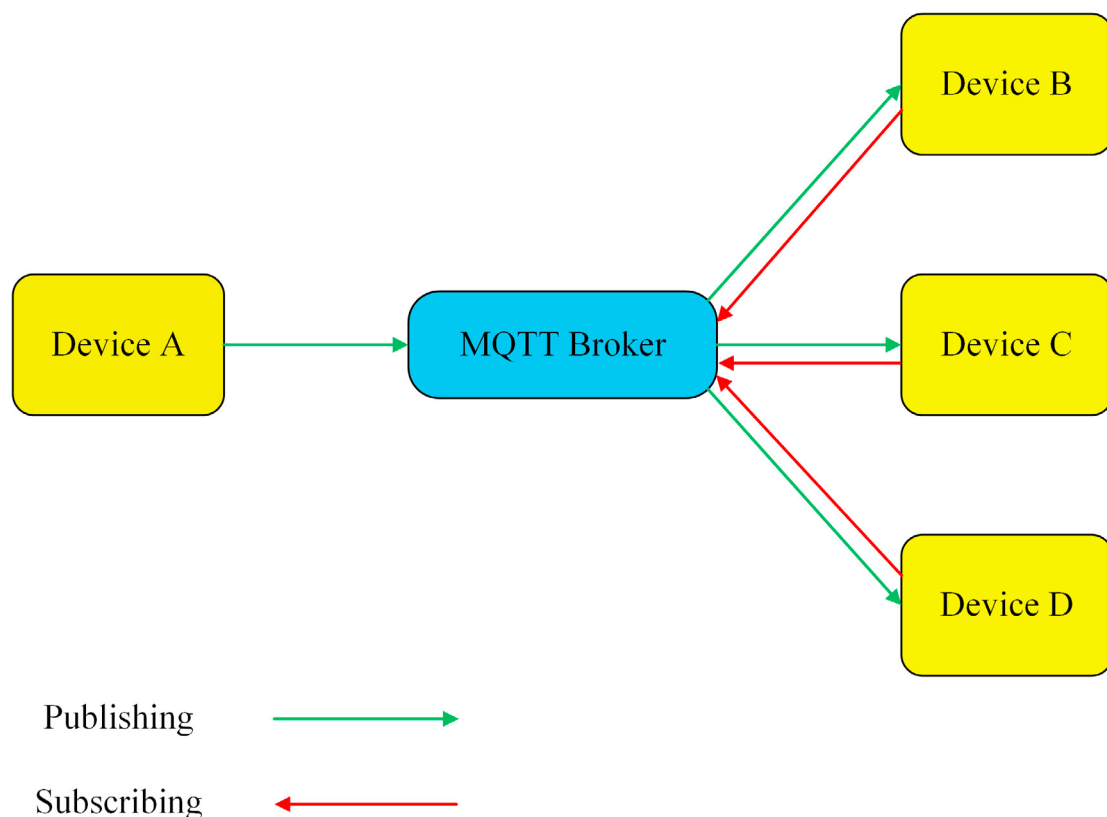 Device B
Device A
MQTT Broker
Device C
Device D
Publishing
Subscribing